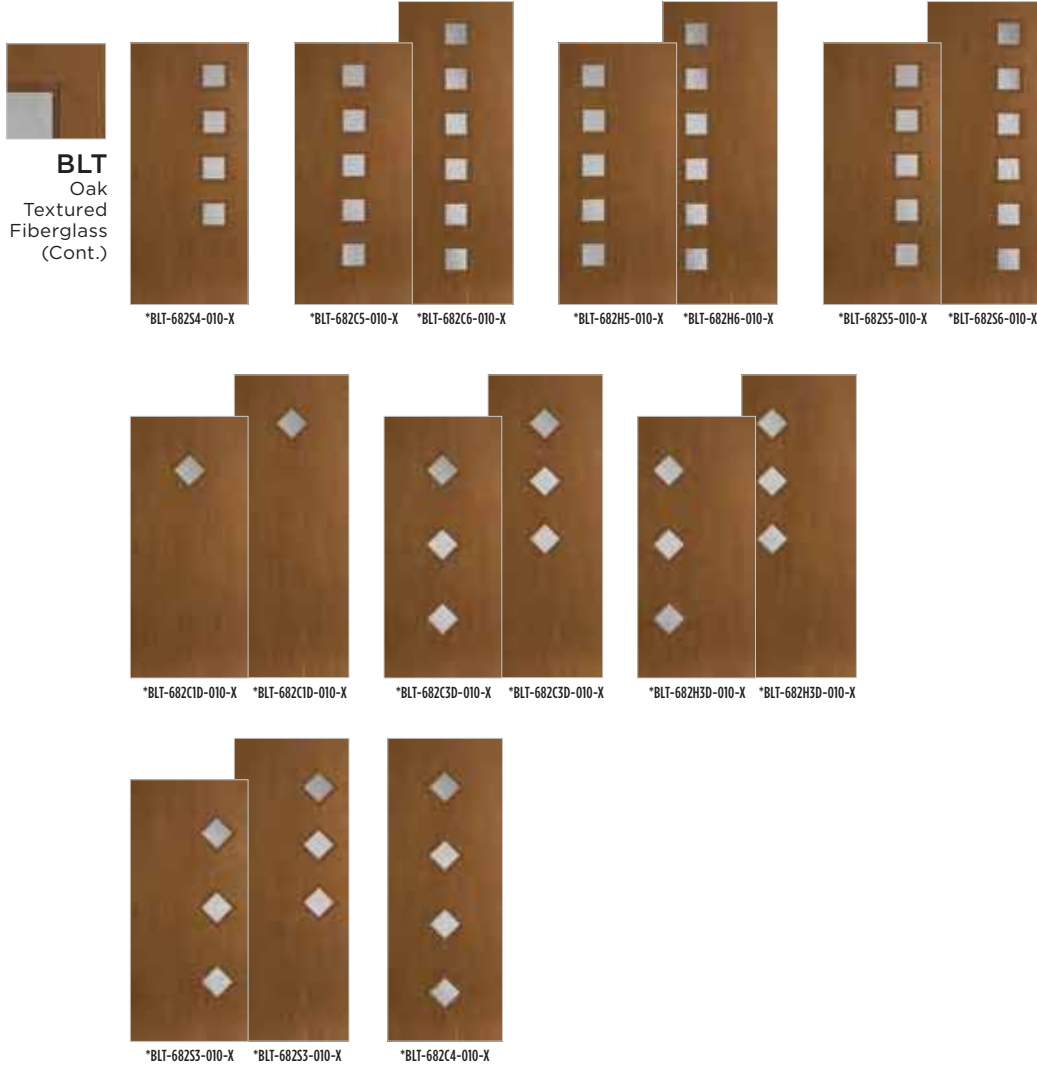 BLT
Oak
Textured
Fiberglass
(Cont.)
*BLT-682S4-010-X
*BLT-682C5-010-X
*BLT-682C6-010-X
*BLT-682H5-010-X
*BLT-682H6-010-X
*BLT-682S5-010-X
*BLT-682S6-010-X
*BLT-682C1D-010-X
*BLT-682C1D-010-X
*BLT-682C3D-010-X
*BLT-682C3D-010-X
*BLT-682H3D-010-X
*BLT-682H3D-010-X
*BLT-682S3-010-X
*BLT-682S3-010-X
*BLT-682C4-010-X